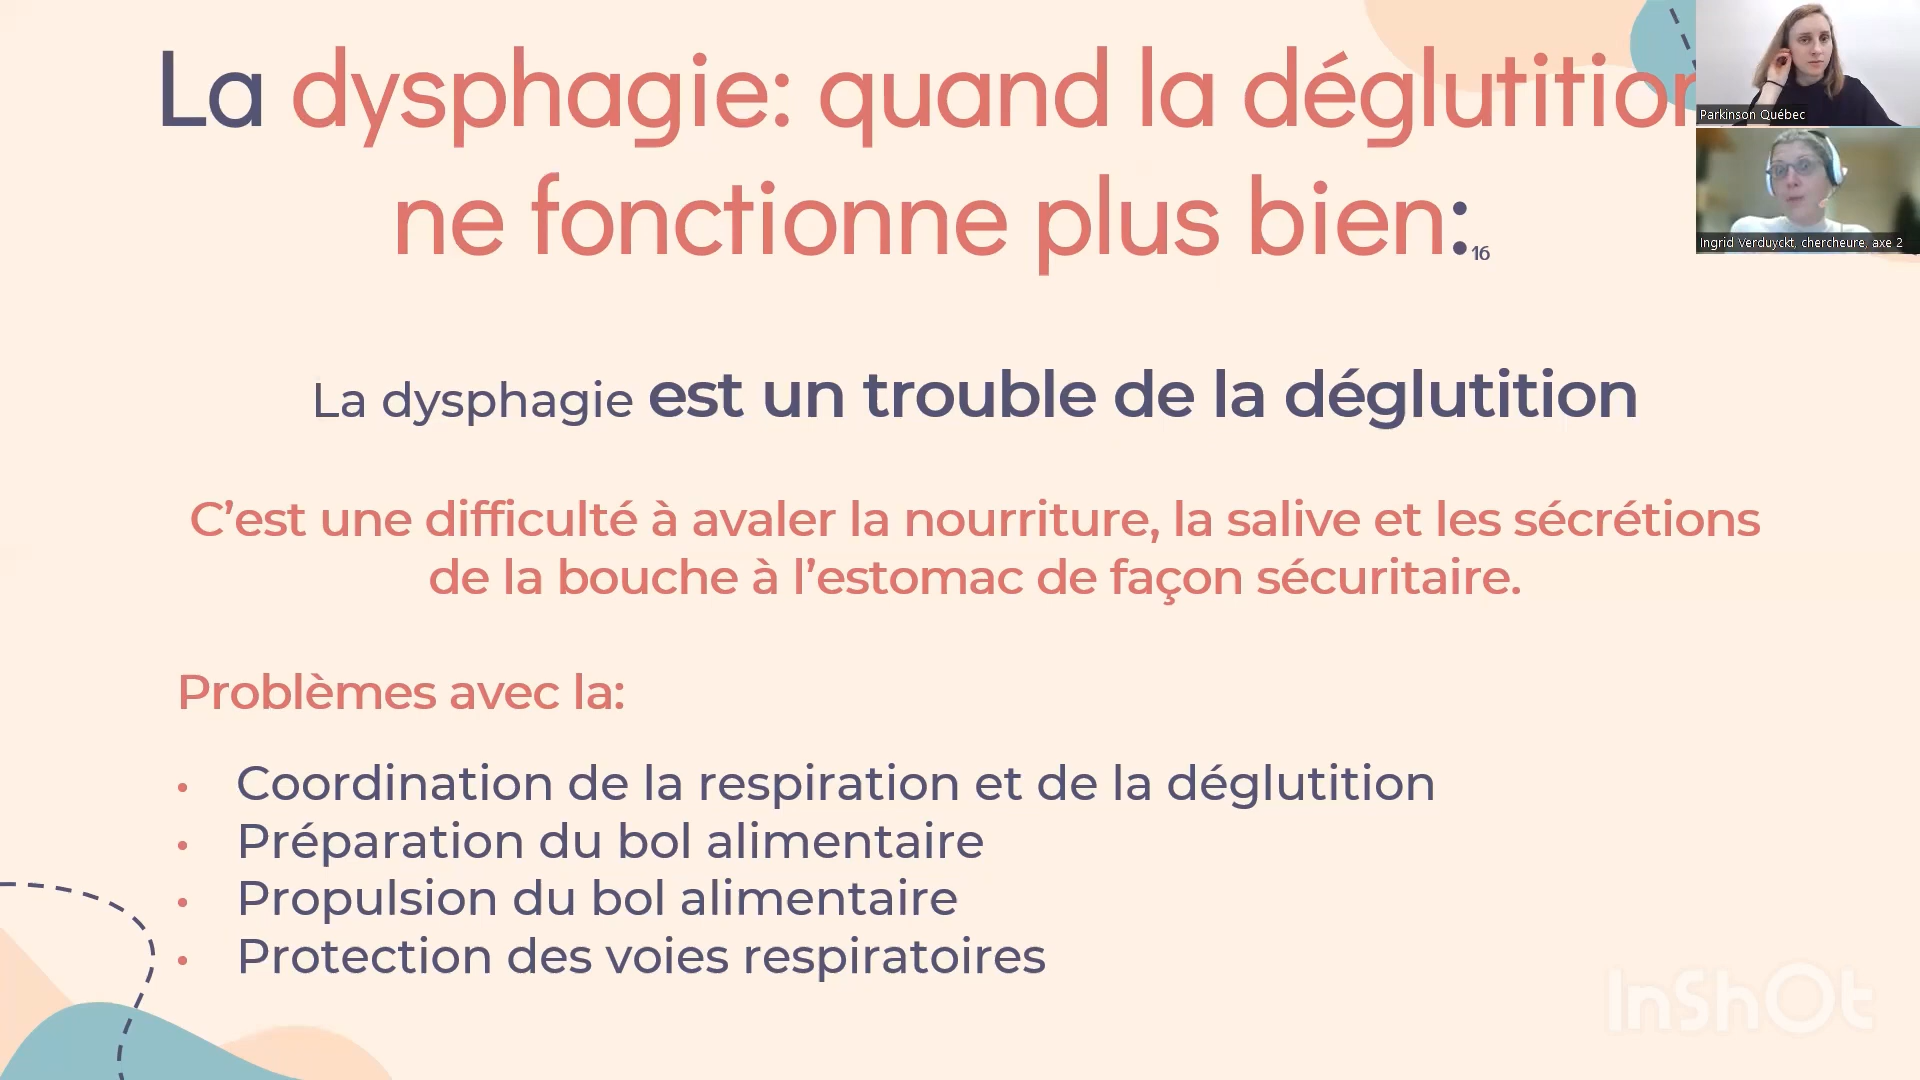 La dysphagie: quand la déglutition
ne fonctionne plus bien:
16
La dysphagie est un trouble de la déglutition
C’est une difficulté à avaler la nourriture, la salive et les sécrétions
de la bouche à l’estomac de façon sécuritaire.
Problèmes avec la:
• Coordination de la respiration et de la déglutition
• Préparation du bol alimentaire
• Propulsion du bol alimentaire
• Protection des voies respiratoires
Parkinson Québec
Ingrid Verduyckt, chercheure, axe 2
InShOt